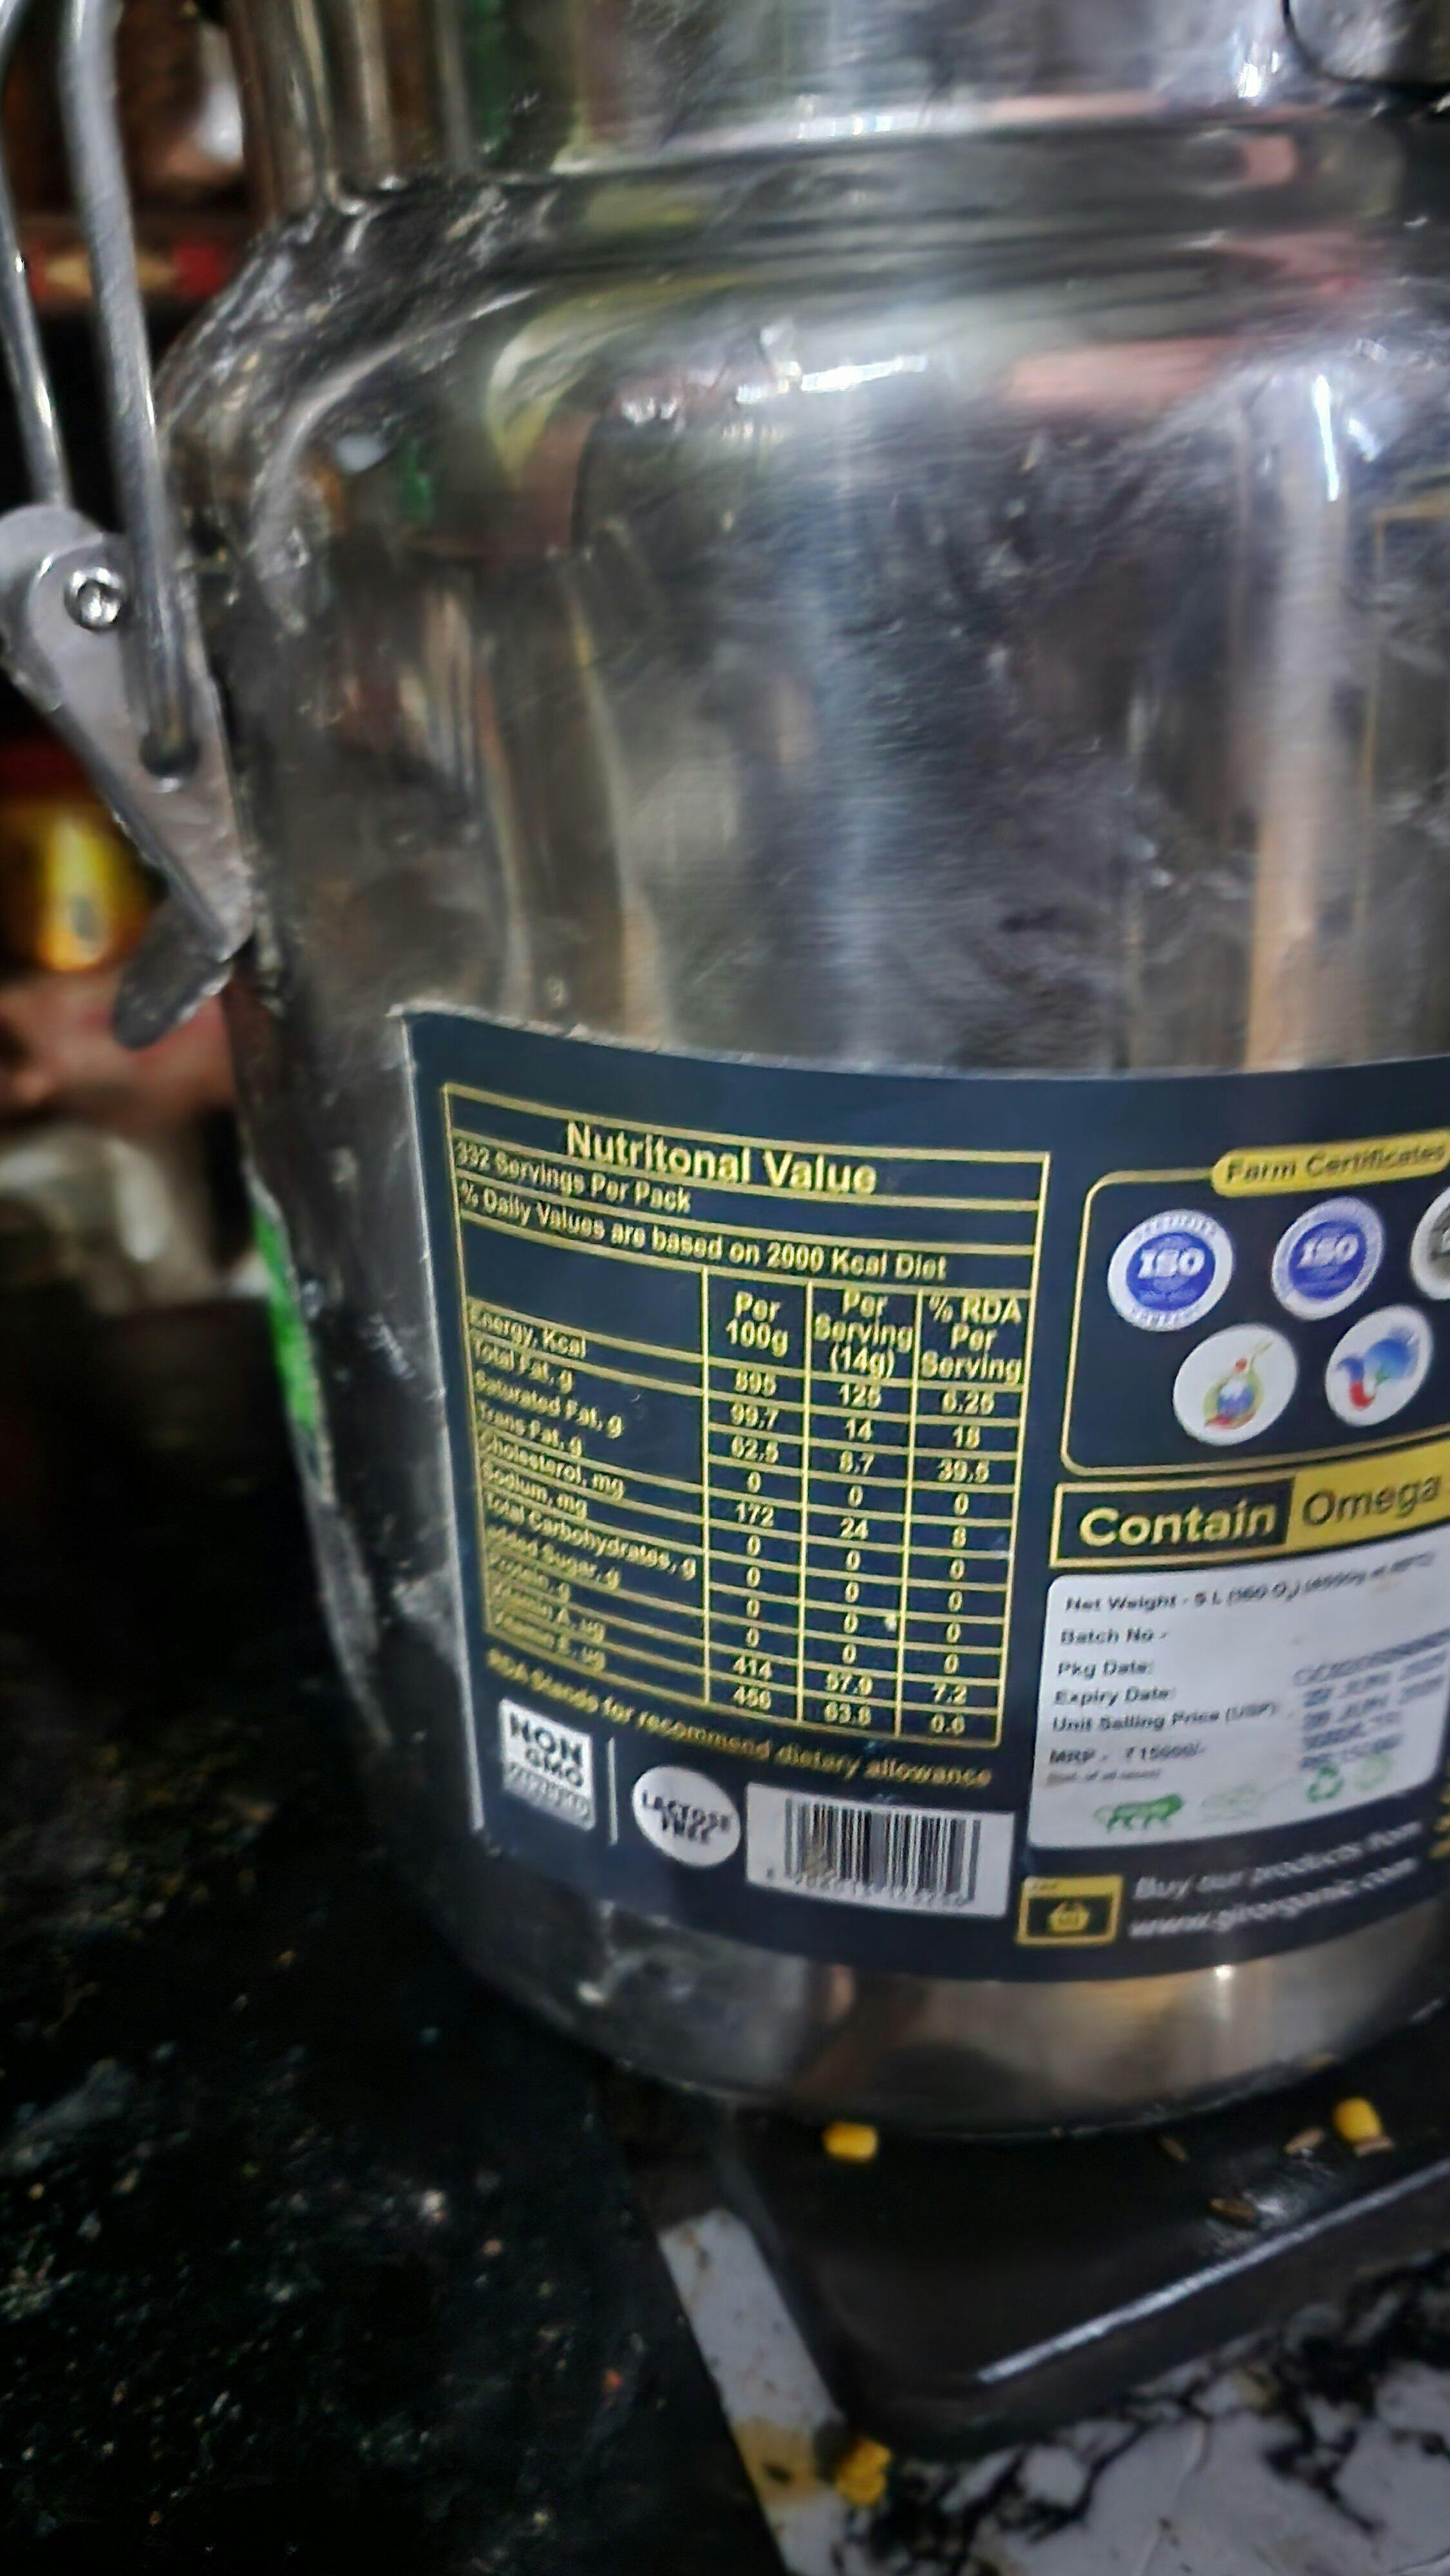 Nutritonal Value
332 Servings Per Pack
% Daily Values are based on 2000 Kcal Diet
Per 100g Per Serving (14g) % RDA Per Serving
Energy, Kcal 895 125 6.25
Total Fat, g 99.7 14 18
Saturated Fat, g 62.5 8.7 39.5
Trans Fat, g 0 0 0
Cholesterol, mg 172 24 8
Sodium, mg 0 0 0
Total Carbohydrates, g 0 0 0
added Sugar, g 0 0 0
Protein, g 0 0 0
Vitamin A, ug 414 57.9 7.2
Vitamin E, ug 456 63.8 0.6
RDA Stands for recommend dietary allowance
NON
GMO
LACTOSE
FREE
Farm Certificates
ISO
ISO
Contain Omega
Net Weight - 5 L
Batch No -
Pkg Date:
Expiry Date:
Unit Selling Price (USP):
MRP -
Buy our products from